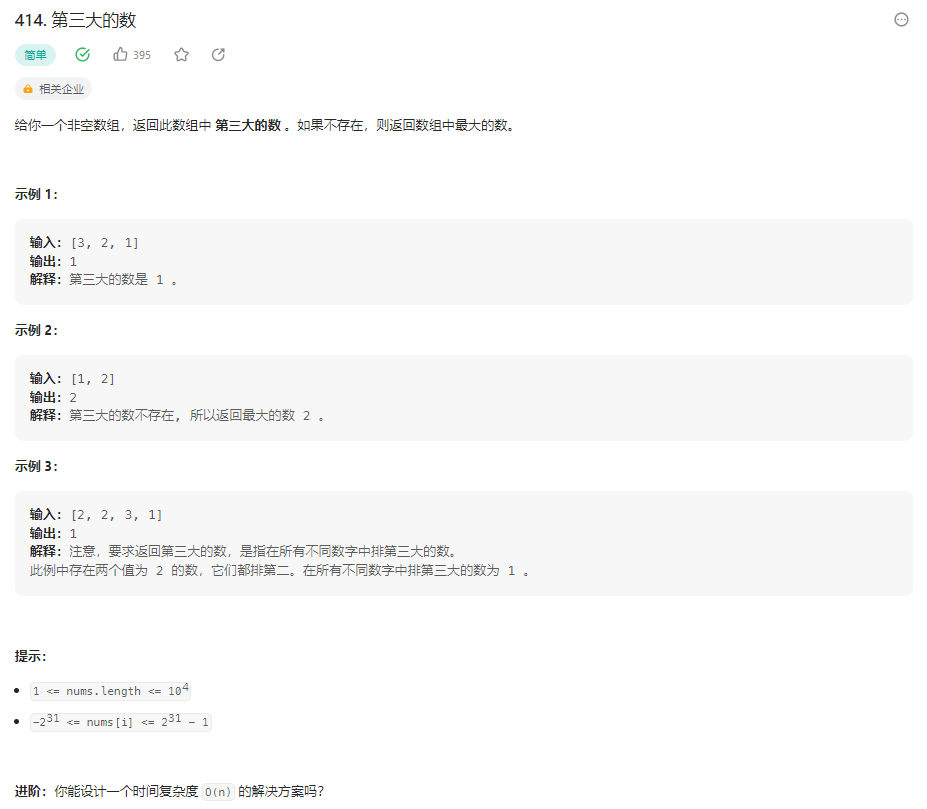 414. 第三大的数
简单 395
相关企业
给你一个非空数组，返回此数组中 第三大的数 。如果不存在，则返回数组中最大的数。
示例 1：
输入：[3, 2, 1]
输出：1
解释：第三大的数是 1 。
示例 2：
输入：[1, 2]
输出：2
解释：第三大的数不存在, 所以返回最大的数 2 。
示例 3：
输入：[2, 2, 3, 1]
输出：1
解释：注意，要求返回第三大的数，是指在所有不同数字中排第三大的数。
此例中存在两个值为 2 的数，它们都排第二。在所有不同数字中排第三大的数为 1 。
提示：
1 <= nums.length <= 10⁴
-2³¹ <= nums[i] <= 2³¹ - 1
进阶：你能设计一个时间复杂度 O(n) 的解决方案吗？